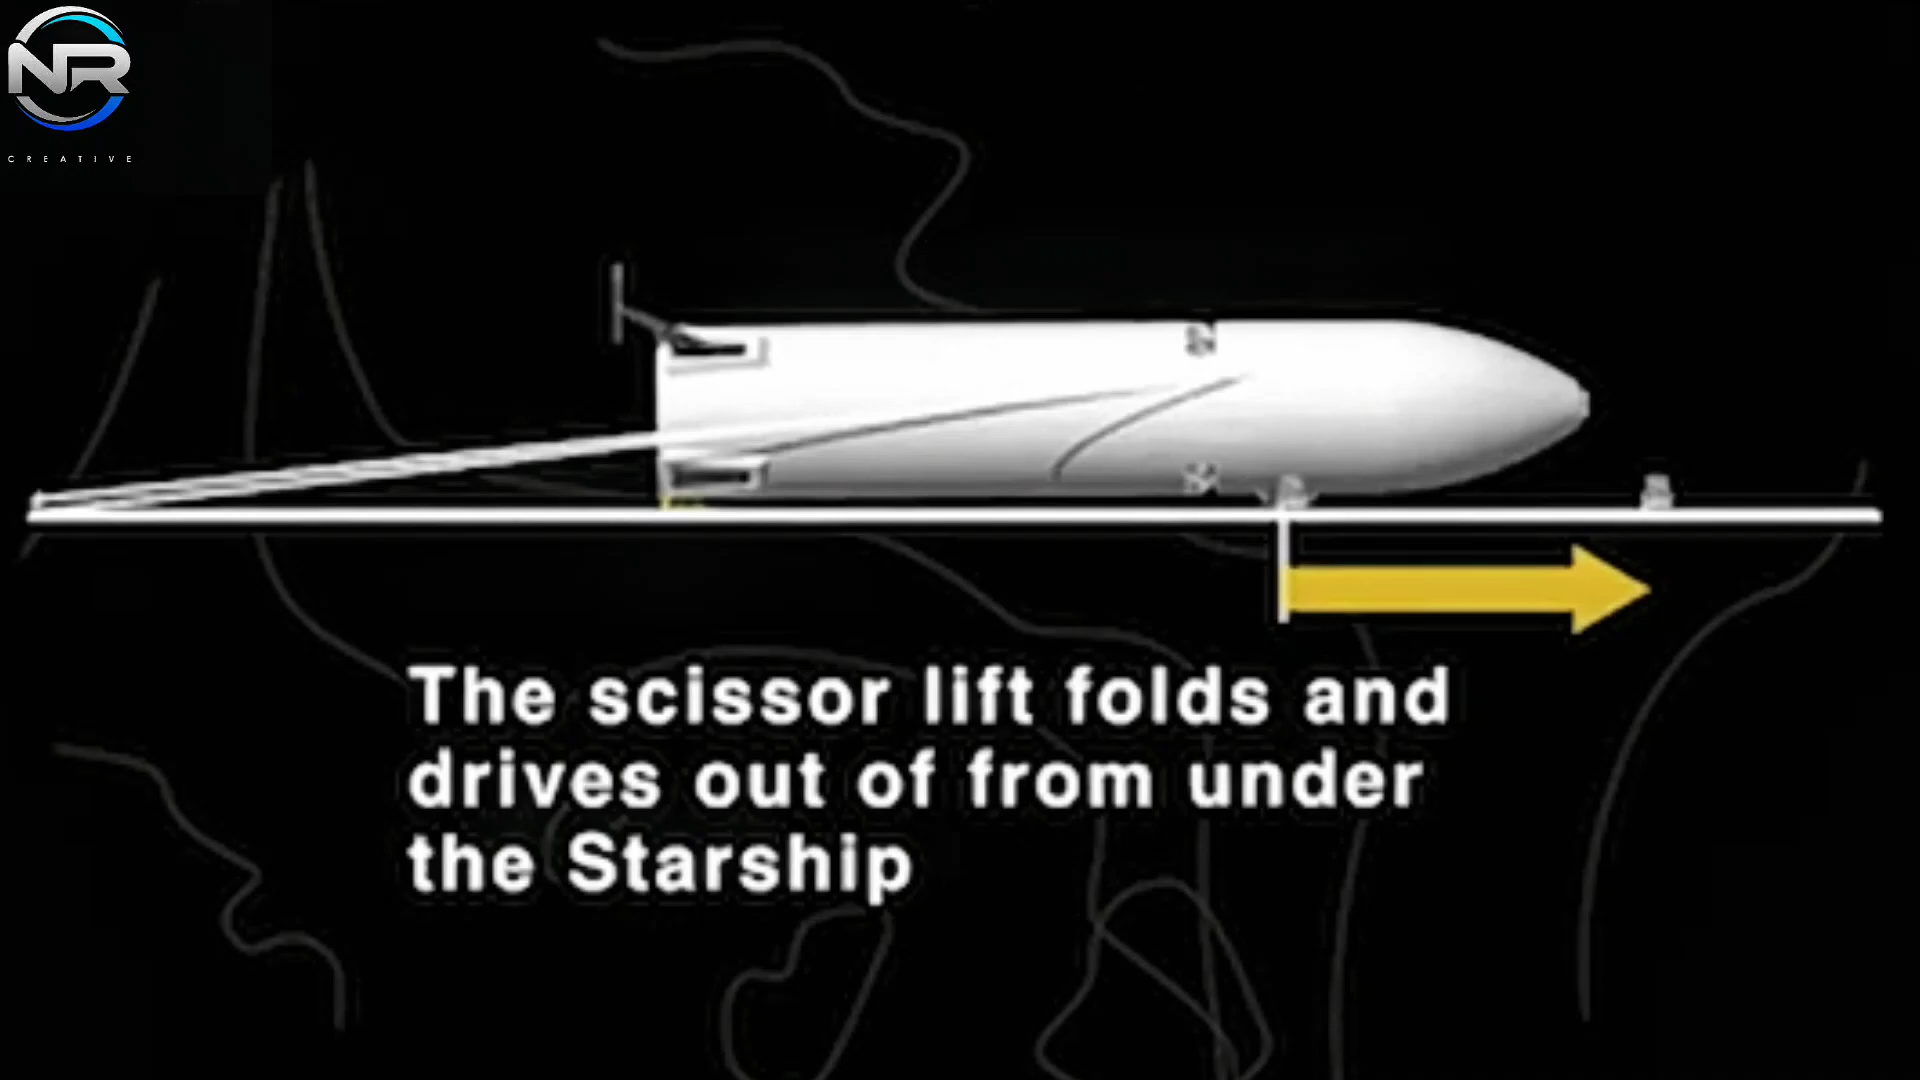 NR
CREATIVE
The scissor lift folds and
drives out of from under
the Starship